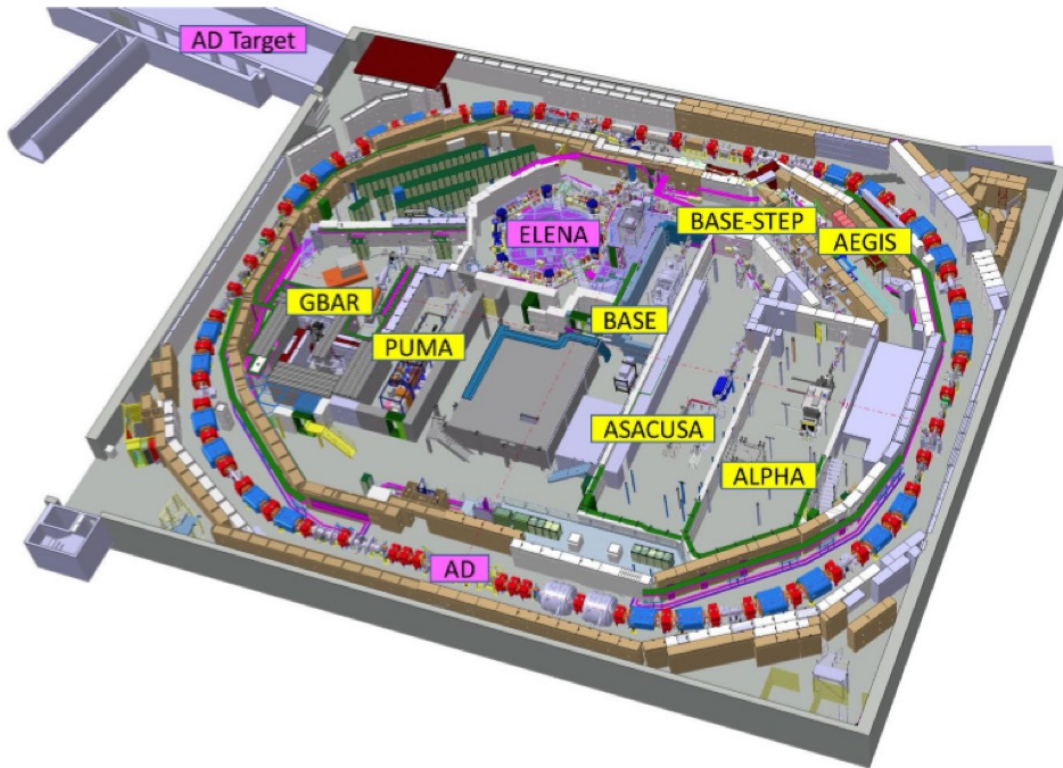 AD Target
ELENA
BASE-STEP
AEGIS
GBAR
PUMA
BASE
ASACUSA
ALPHA
AD